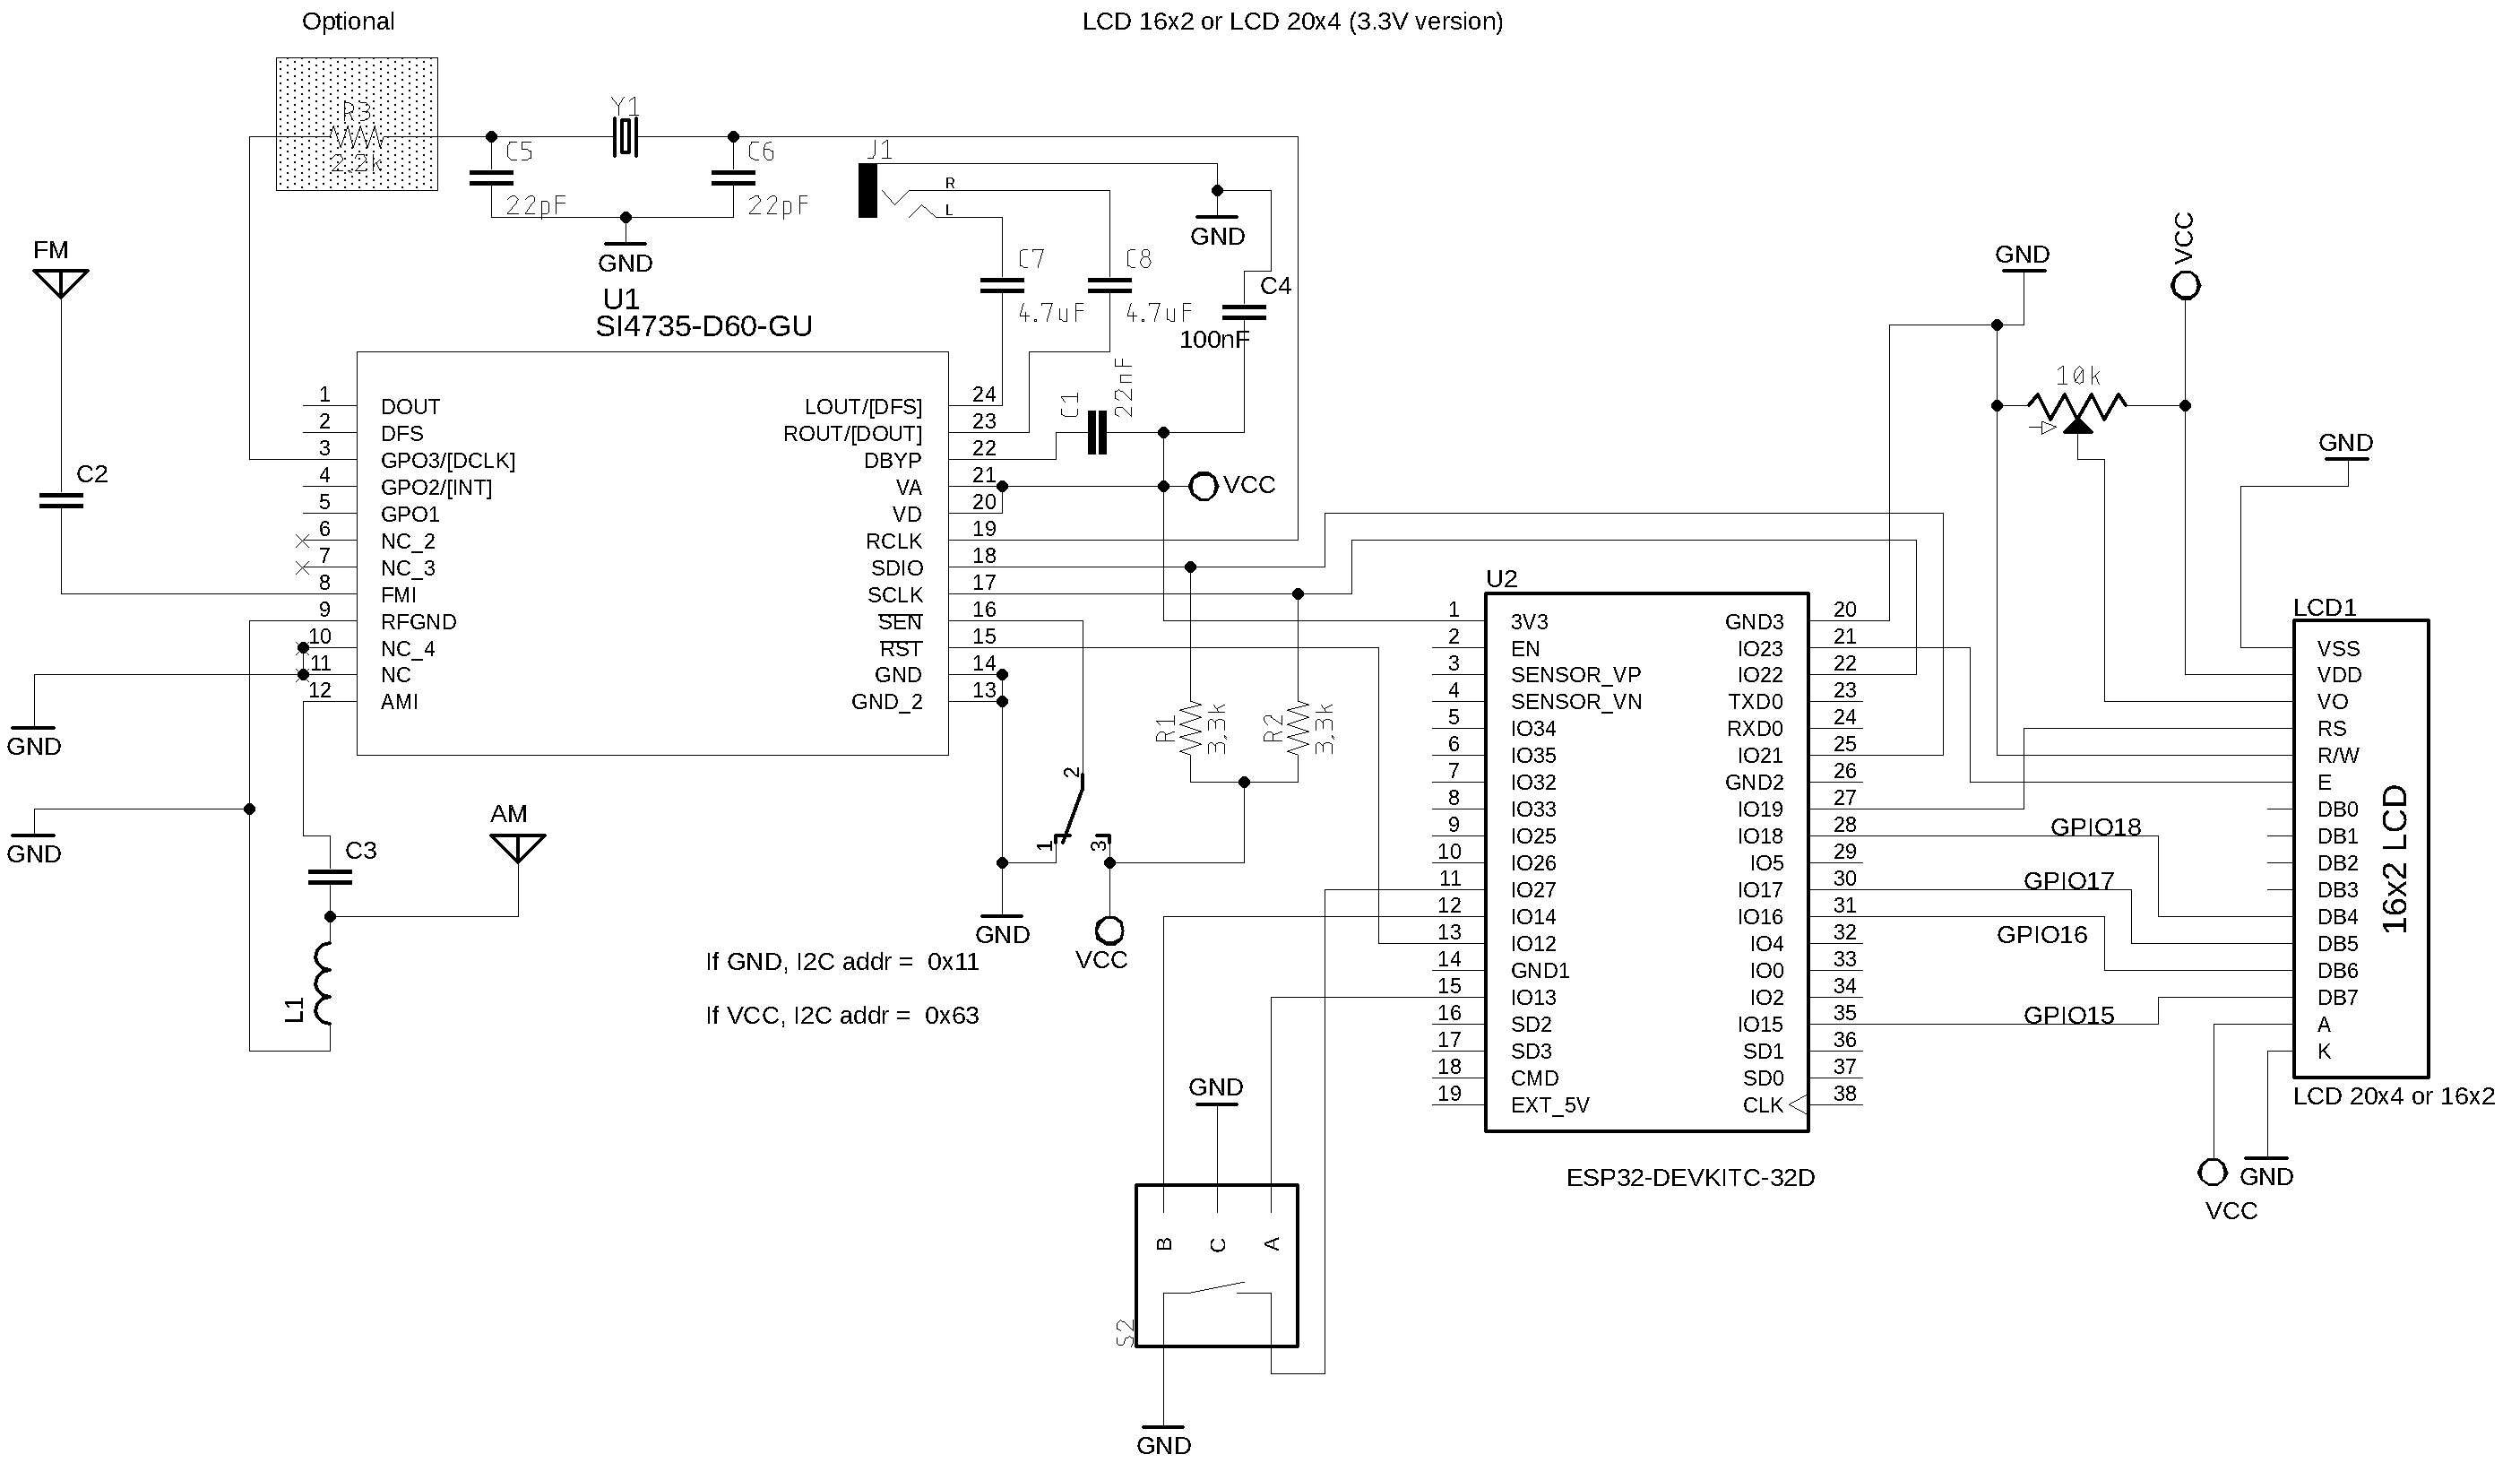 Optional
LCD 16x2 or LCD 20x4 (3.3V version)
R3
2.2k
Y1
C5
22pF
C6
22pF
GND
J1
R
L
GND
C7
4.7uF
C8
4.7uF
C4
100nF
C1
22nF
FM
C2
U1
SI4735-D60-GU
1 DOUT
2 DFS
3 GPO3/[DCLK]
4 GPO2/[INT]
5 GPO1
6 NC_2
7 NC_3
8 FMI
9 RFGND
10 NC_4
11 NC
12 AMI
LOUT/[DFS] 24
ROUT/[DOUT] 23
DBYP 22
VA 21
VD 20
RCLK 19
SDIO 18
SCLK 17
SEN 16
RST 15
GND 14
GND_2 13
VCC
GND
GND
AM
C3
L1
R1
3,3k
R2
3,3k
2
1
3
GND
VCC
If GND, I2C addr =  0x11
If VCC, I2C addr =  0x63
U2
1 3V3
2 EN
3 SENSOR_VP
4 SENSOR_VN
5 IO34
6 IO35
7 IO32
8 IO33
9 IO25
10 IO26
11 IO27
12 IO14
13 IO12
14 GND1
15 IO13
16 SD2
17 SD3
18 CMD
19 EXT_5V
GND3 20
IO23 21
IO22 22
TXD0 23
RXD0 24
IO21 25
GND2 26
IO19 27
IO18 28
IO5 29
IO17 30
IO16 31
IO4 32
IO0 33
IO2 34
IO15 35
SD1 36
SD0 37
CLK 38
ESP32-DEVKITC-32D
GND
VCC
10k
GND
GPIO18
GPIO17
GPIO16
GPIO15
LCD1
VSS
VDD
VO
RS
R/W
E
DB0
DB1
DB2
DB3
DB4
DB5
DB6
DB7
A
K
16x2 LCD
LCD 20x4 or 16x2
GND
VCC
GND
B
C
A
S2
GND